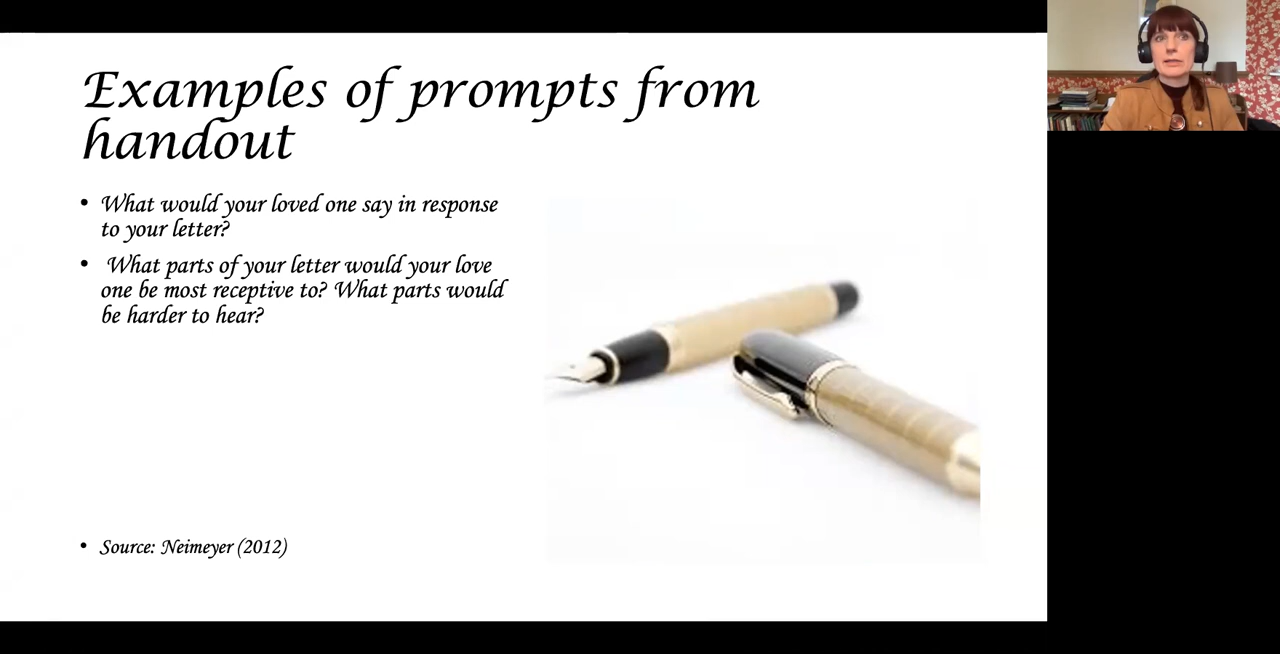 Examples of prompts from
handout
• What would your loved one say in response
to your letter?
• What parts of your letter would your love
one be most receptive to? What parts would
be harder to hear?
• Source: Neimeyer (2012)